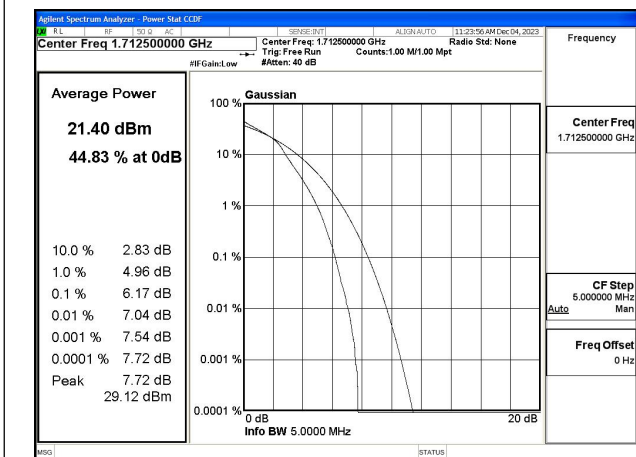 Agilent Spectrum Analyzer - Power Stat CCDF
LXI RL RF 50 Ω AC SENSE:INT ALIGN AUTO 11:23:56 AM Dec 04, 2023
Center Freq 1.712500000 GHz
Center Freq: 1.712500000 GHz Radio Std: None
Trig: Free Run Counts:1.00 M/1.00 Mpt
#IFGain:Low #Atten: 40 dB
Frequency
Average Power
21.40 dBm
44.83 % at 0dB
10.0 % 2.83 dB
1.0 % 4.96 dB
0.1 % 6.17 dB
0.01 % 7.04 dB
0.001 % 7.54 dB
0.0001 % 7.72 dB
Peak 7.72 dB
29.12 dBm
Gaussian
100 %
10 %
1 %
0.1 %
0.01 %
0.001 %
0.0001 %
0 dB 20 dB
Info BW 5.0000 MHz
Center Freq
1.712500000 GHz
CF Step
5.000000 MHz
Auto Man
Freq Offset
0 Hz
MSG STATUS